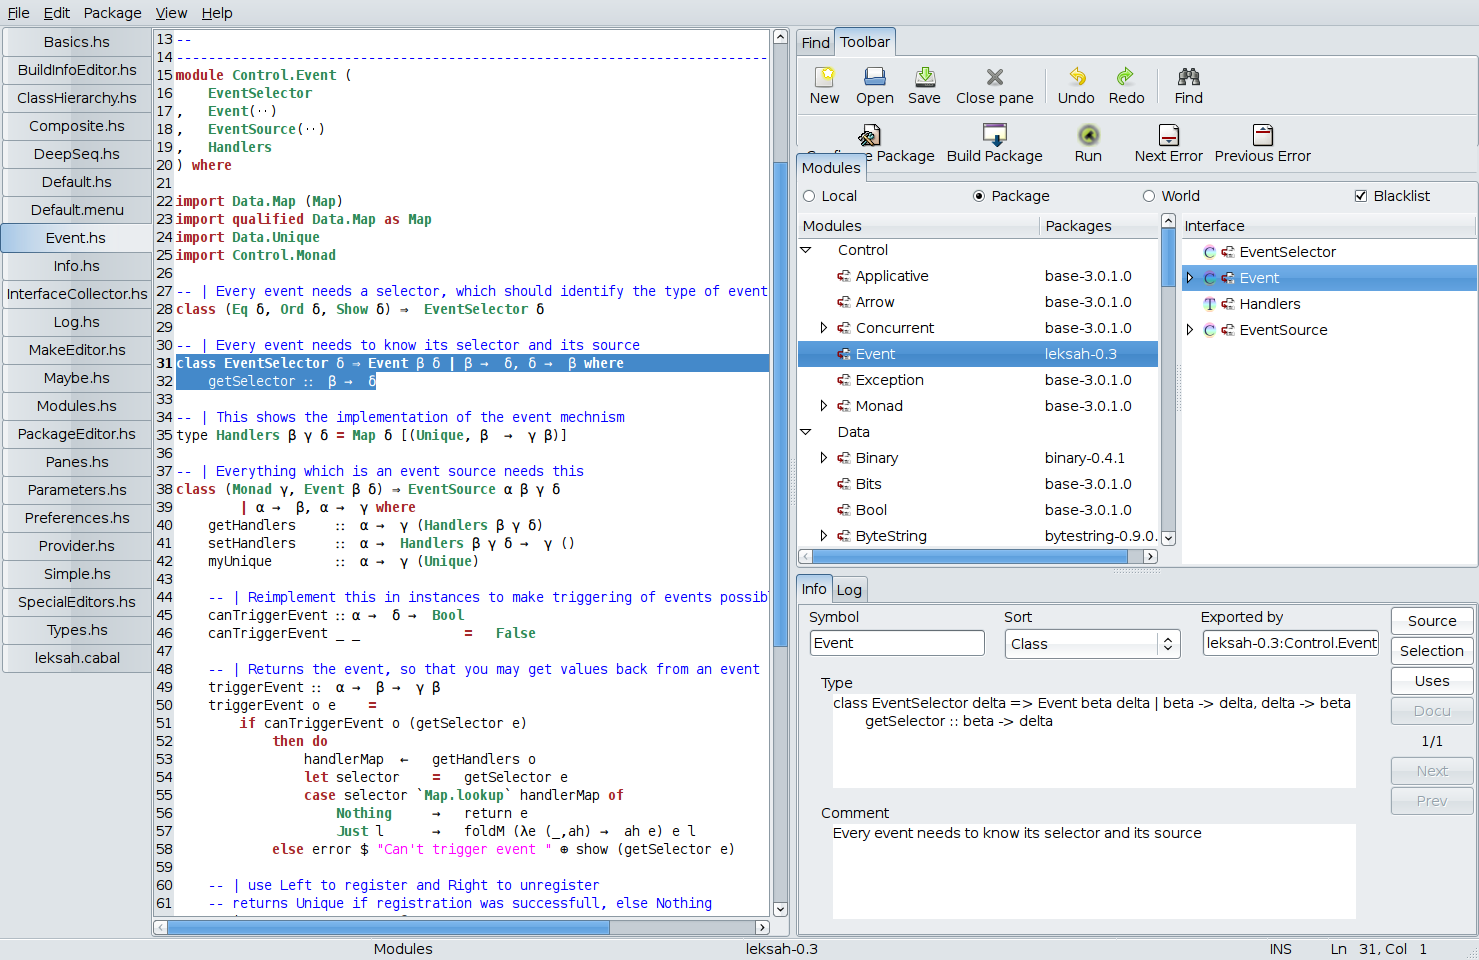 File Edit Package View Help
Basics.hs
BuildInfoEditor.hs
ClassHierarchy.hs
Composite.hs
DeepSeq.hs
Default.hs
Default.menu
Event.hs
Info.hs
InterfaceCollector.hs
Log.hs
MakeEditor.hs
Maybe.hs
Modules.hs
PackageEditor.hs
Panes.hs
Parameters.hs
Preferences.hs
Provider.hs
Simple.hs
SpecialEditors.hs
Types.hs
leksah.cabal
13 --
14 --------------------------------------------------------------------------
15 module Control.Event (
16     EventSelector
17 ,   Event(··)
18 ,   EventSource(··)
19 ,   Handlers
20 ) where
21
22 import Data.Map (Map)
23 import qualified Data.Map as Map
24 import Data.Unique
25 import Control.Monad
26
27 -- | Every event needs a selector, which should identify the type of event
28 class (Eq δ, Ord δ, Show δ) ⇒  EventSelector δ
29
30 -- | Every event needs to know its selector and its source
31 class EventSelector δ ⇒ Event β δ | β →  δ, δ →  β where
32     getSelector ::  β →  δ
33
34 -- | This shows the implementation of the event mechnism
35 type Handlers β γ δ = Map δ [(Unique, β  →  γ β)]
36
37 -- | Everything which is an event source needs this
38 class (Monad γ, Event β δ) ⇒ EventSource α β γ δ
39         | α →  β, α →  γ where
40     getHandlers     ::  α →  γ (Handlers β γ δ)
41     setHandlers     ::  α →  Handlers β γ δ →  γ ()
42     myUnique        ::  α →  γ (Unique)
43
44     -- | Reimplement this in instances to make triggering of events possibl
45     canTriggerEvent :: α →  δ →  Bool
46     canTriggerEvent _ _             =   False
47
48     -- | Returns the event, so that you may get values back from an event
49     triggerEvent ::  α →  β →  γ β
50     triggerEvent o e    =
51         if canTriggerEvent o (getSelector e)
52             then do
53                 handlerMap  ←   getHandlers o
54                 let selector    =   getSelector e
55                 case selector `Map.lookup` handlerMap of
56                     Nothing     →   return e
57                     Just l      →   foldM (λe (_,ah) →  ah e) e l
58             else error $ "Can't trigger event " ⊕ show (getSelector e)
59
60     -- | use Left to register and Right to unregister
61     -- returns Unique if registration was successfull, else Nothing
Find Toolbar
New Open Save Close pane Undo Redo Find
Package Build Package Run Next Error Previous Error
Modules
Local Package World Blacklist
Modules Packages
Control
Applicative base-3.0.1.0
Arrow base-3.0.1.0
Concurrent base-3.0.1.0
Event leksah-0.3
Exception base-3.0.1.0
Monad base-3.0.1.0
Data
Binary binary-0.4.1
Bits base-3.0.1.0
Bool base-3.0.1.0
ByteString bytestring-0.9.0.
Interface
C EventSelector
C Event
T Handlers
C EventSource
Info Log
Symbol Sort Exported by
Event Class leksah-0.3:Control.Event
Type
class EventSelector delta => Event beta delta | beta -> delta, delta -> beta
getSelector :: beta -> delta
Comment
Every event needs to know its selector and its source
Source
Selection
Uses
Docu
1/1
Next
Prev
Modules leksah-0.3 INS Ln 31, Col 1